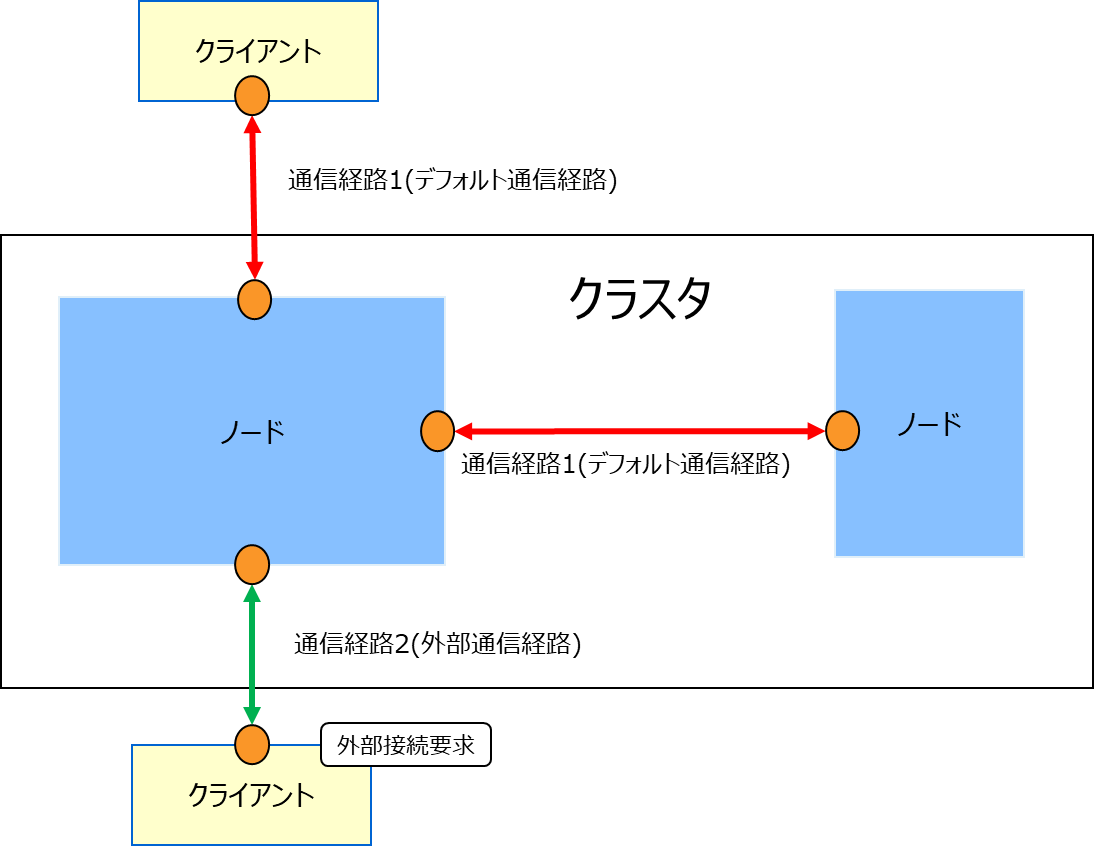 クライアント
通信経路1(デフォルト通信経路)
クラスタ
ノード
ノード
通信経路1(デフォルト通信経路)
通信経路2(外部通信経路)
外部接続要求
クライアント